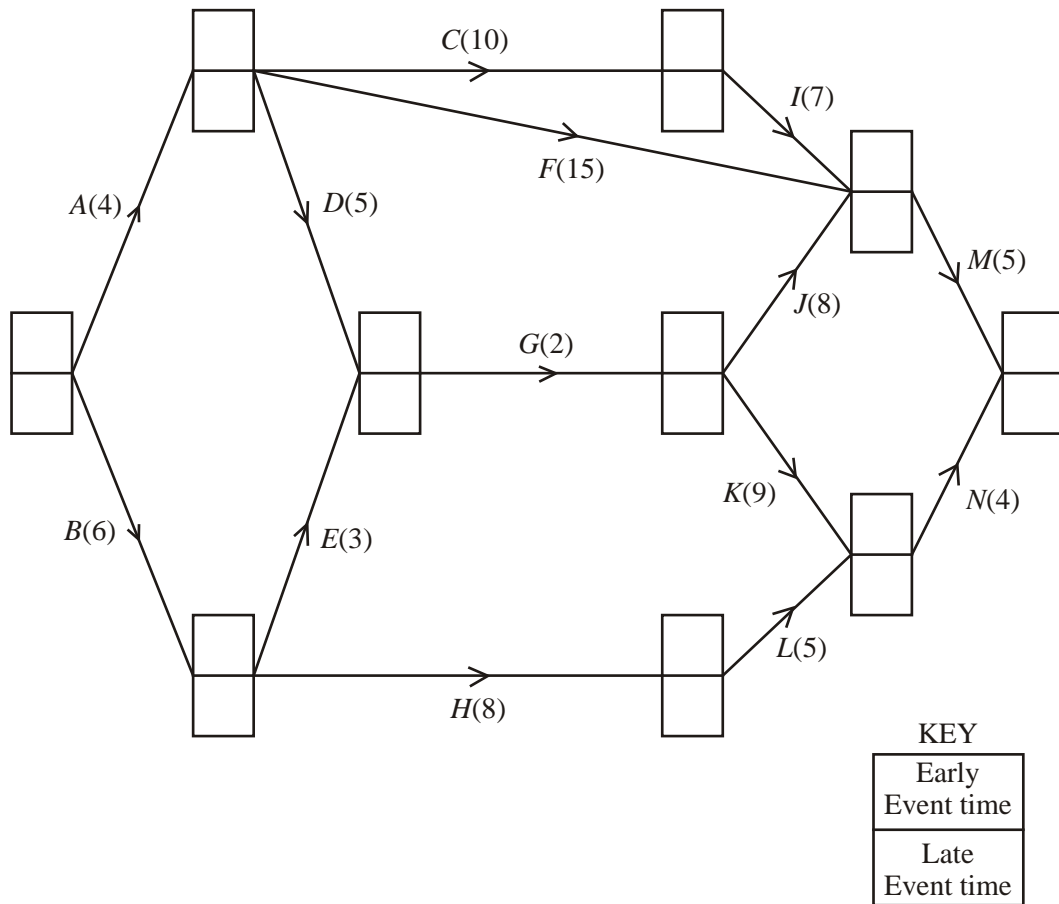 C(10)
I(7)
F(15)
A(4)
D(5)
M(5)
J(8)
G(2)
K(9)
N(4)
B(6)
E(3)
L(5)
H(8)
KEY
Early
Event time
Late
Event time